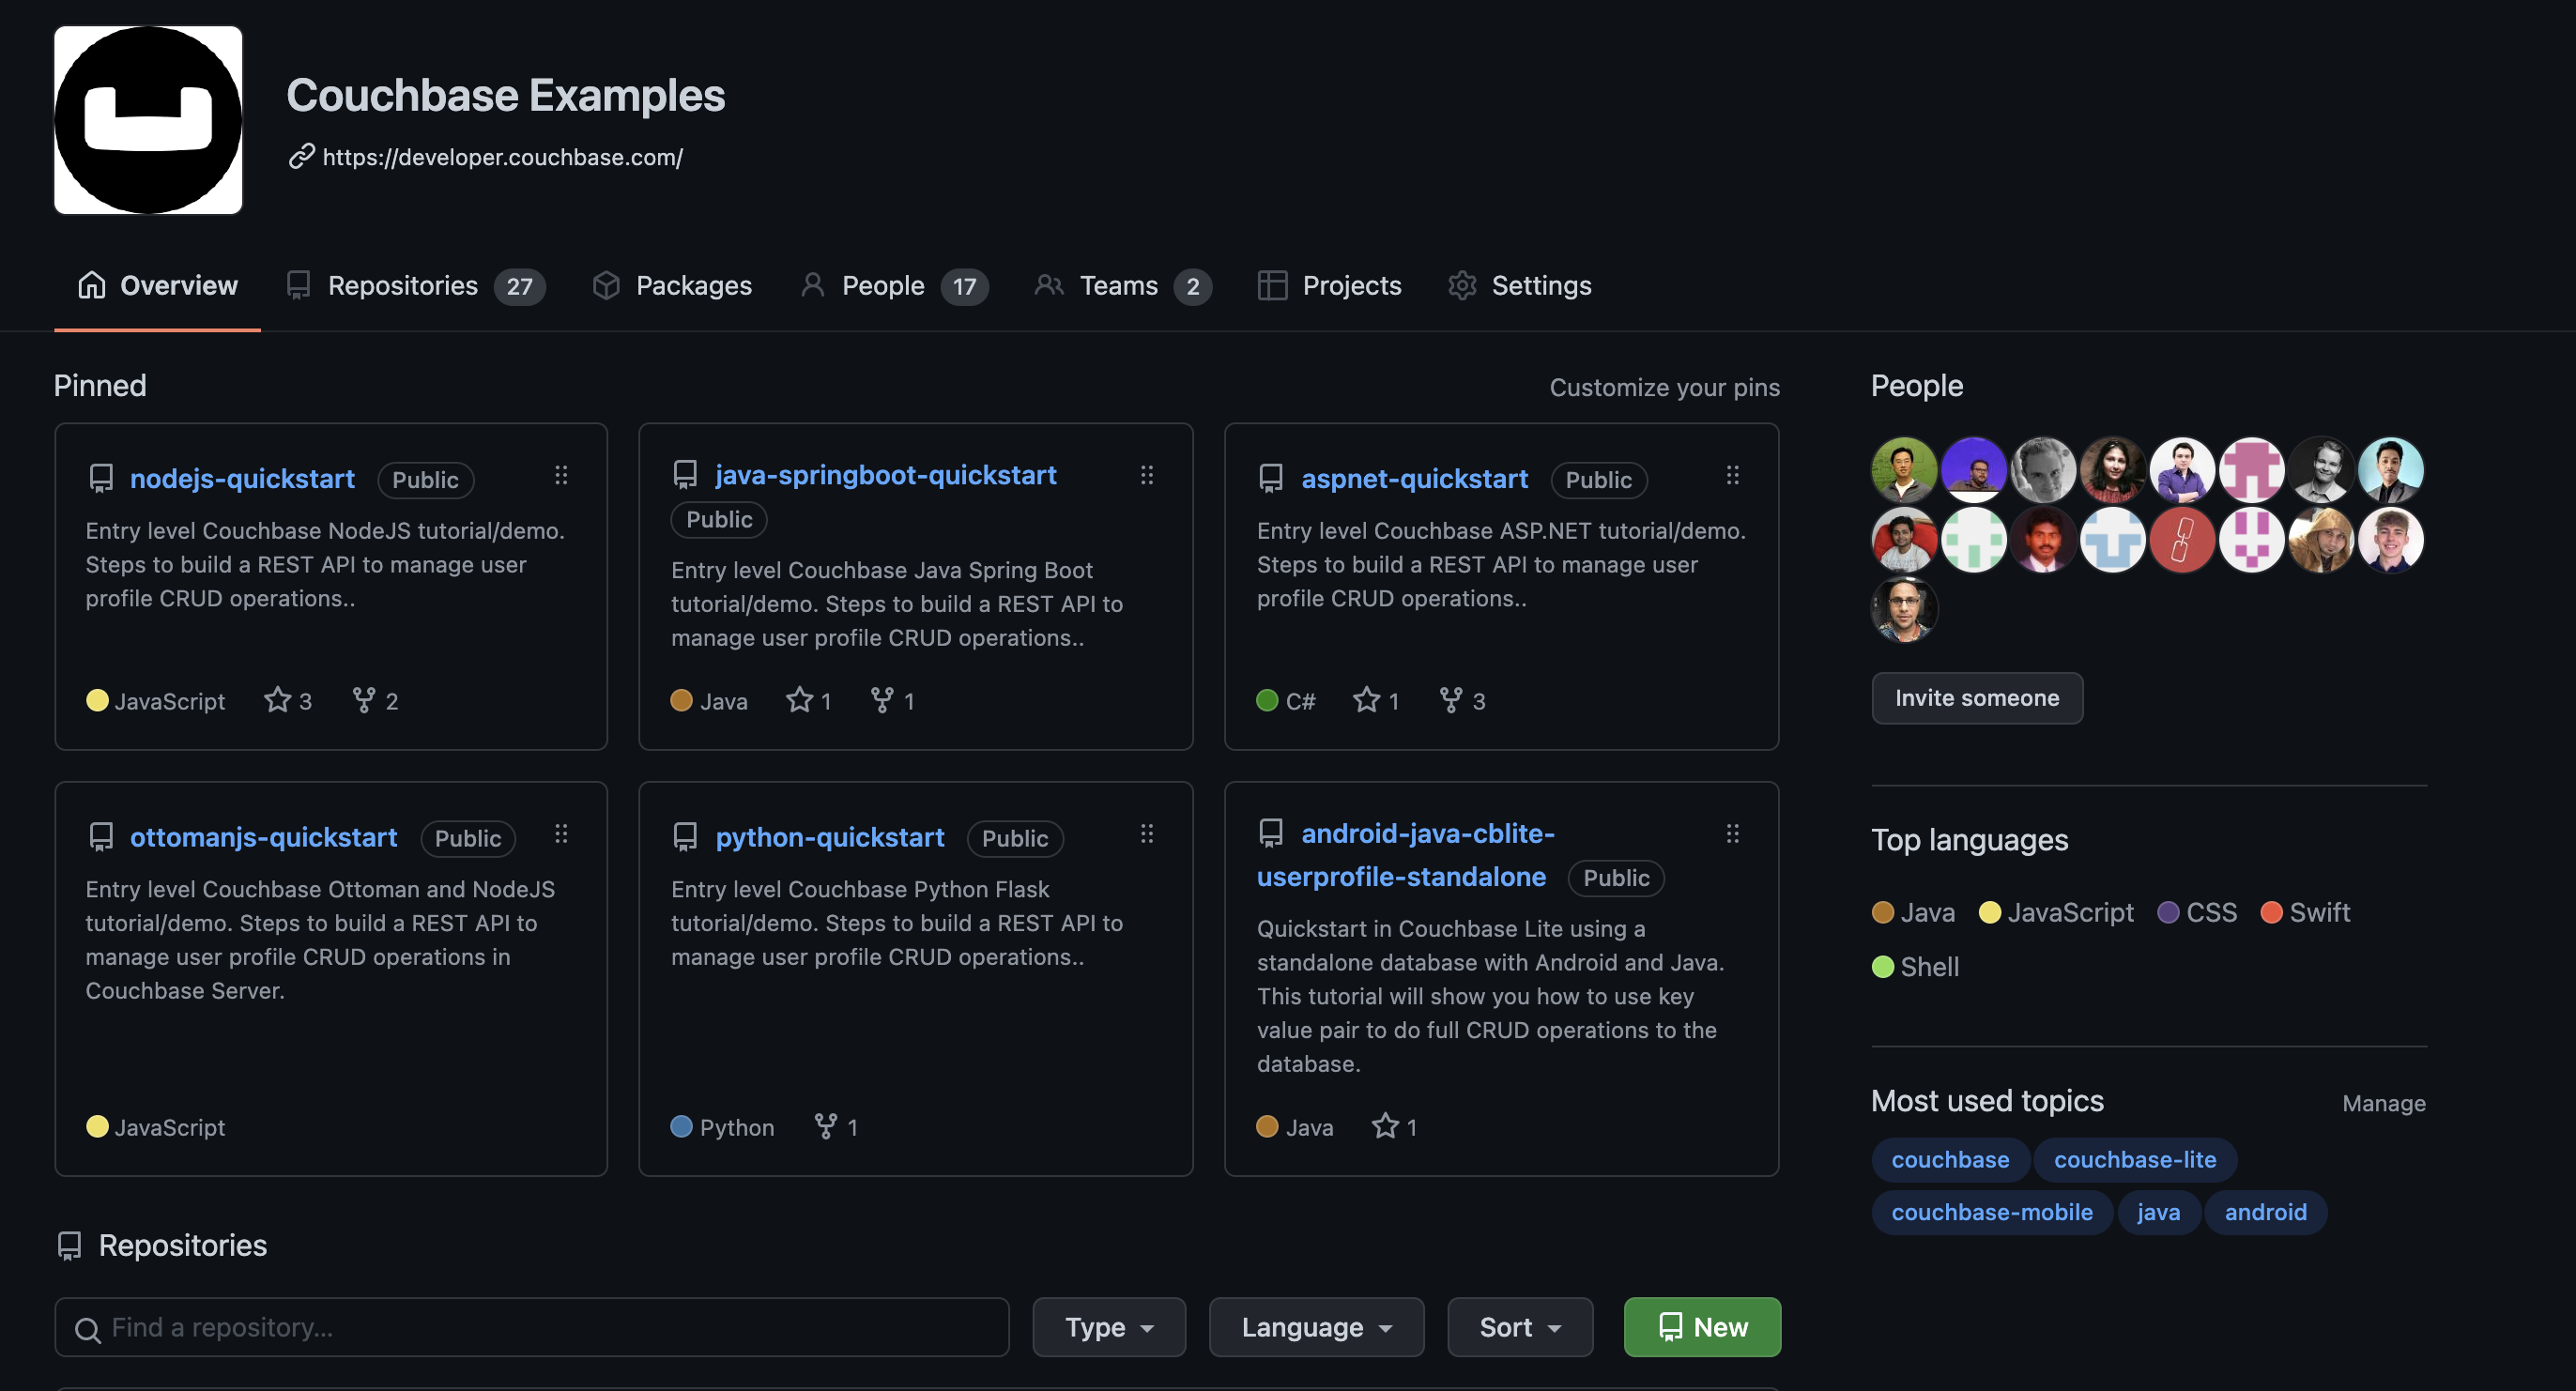 Couchbase Examples
https://developer.couchbase.com/
Overview
Repositories 27
Packages
People 17
Teams 2
Projects
Settings
Pinned
Customize your pins
nodejs-quickstart Public
Entry level Couchbase NodeJS tutorial/demo.
Steps to build a REST API to manage user
profile CRUD operations..
JavaScript 3 2
java-springboot-quickstart
Public
Entry level Couchbase Java Spring Boot
tutorial/demo. Steps to build a REST API to
manage user profile CRUD operations..
Java 1 1
aspnet-quickstart Public
Entry level Couchbase ASP.NET tutorial/demo.
Steps to build a REST API to manage user
profile CRUD operations..
C# 1 3
ottomanjs-quickstart Public
Entry level Couchbase Ottoman and NodeJS
tutorial/demo. Steps to build a REST API to
manage user profile CRUD operations in
Couchbase Server.
JavaScript
python-quickstart Public
Entry level Couchbase Python Flask
tutorial/demo. Steps to build a REST API to
manage user profile CRUD operations..
Python 1
android-java-cblite-
userprofile-standalone Public
Quickstart in Couchbase Lite using a
standalone database with Android and Java.
This tutorial will show you how to use key
value pair to do full CRUD operations to the
database.
Java 1
Repositories
Find a repository...
Type
Language
Sort
New
People
Invite someone
Top languages
Java JavaScript CSS Swift
Shell
Most used topics
Manage
couchbase couchbase-lite
couchbase-mobile java android